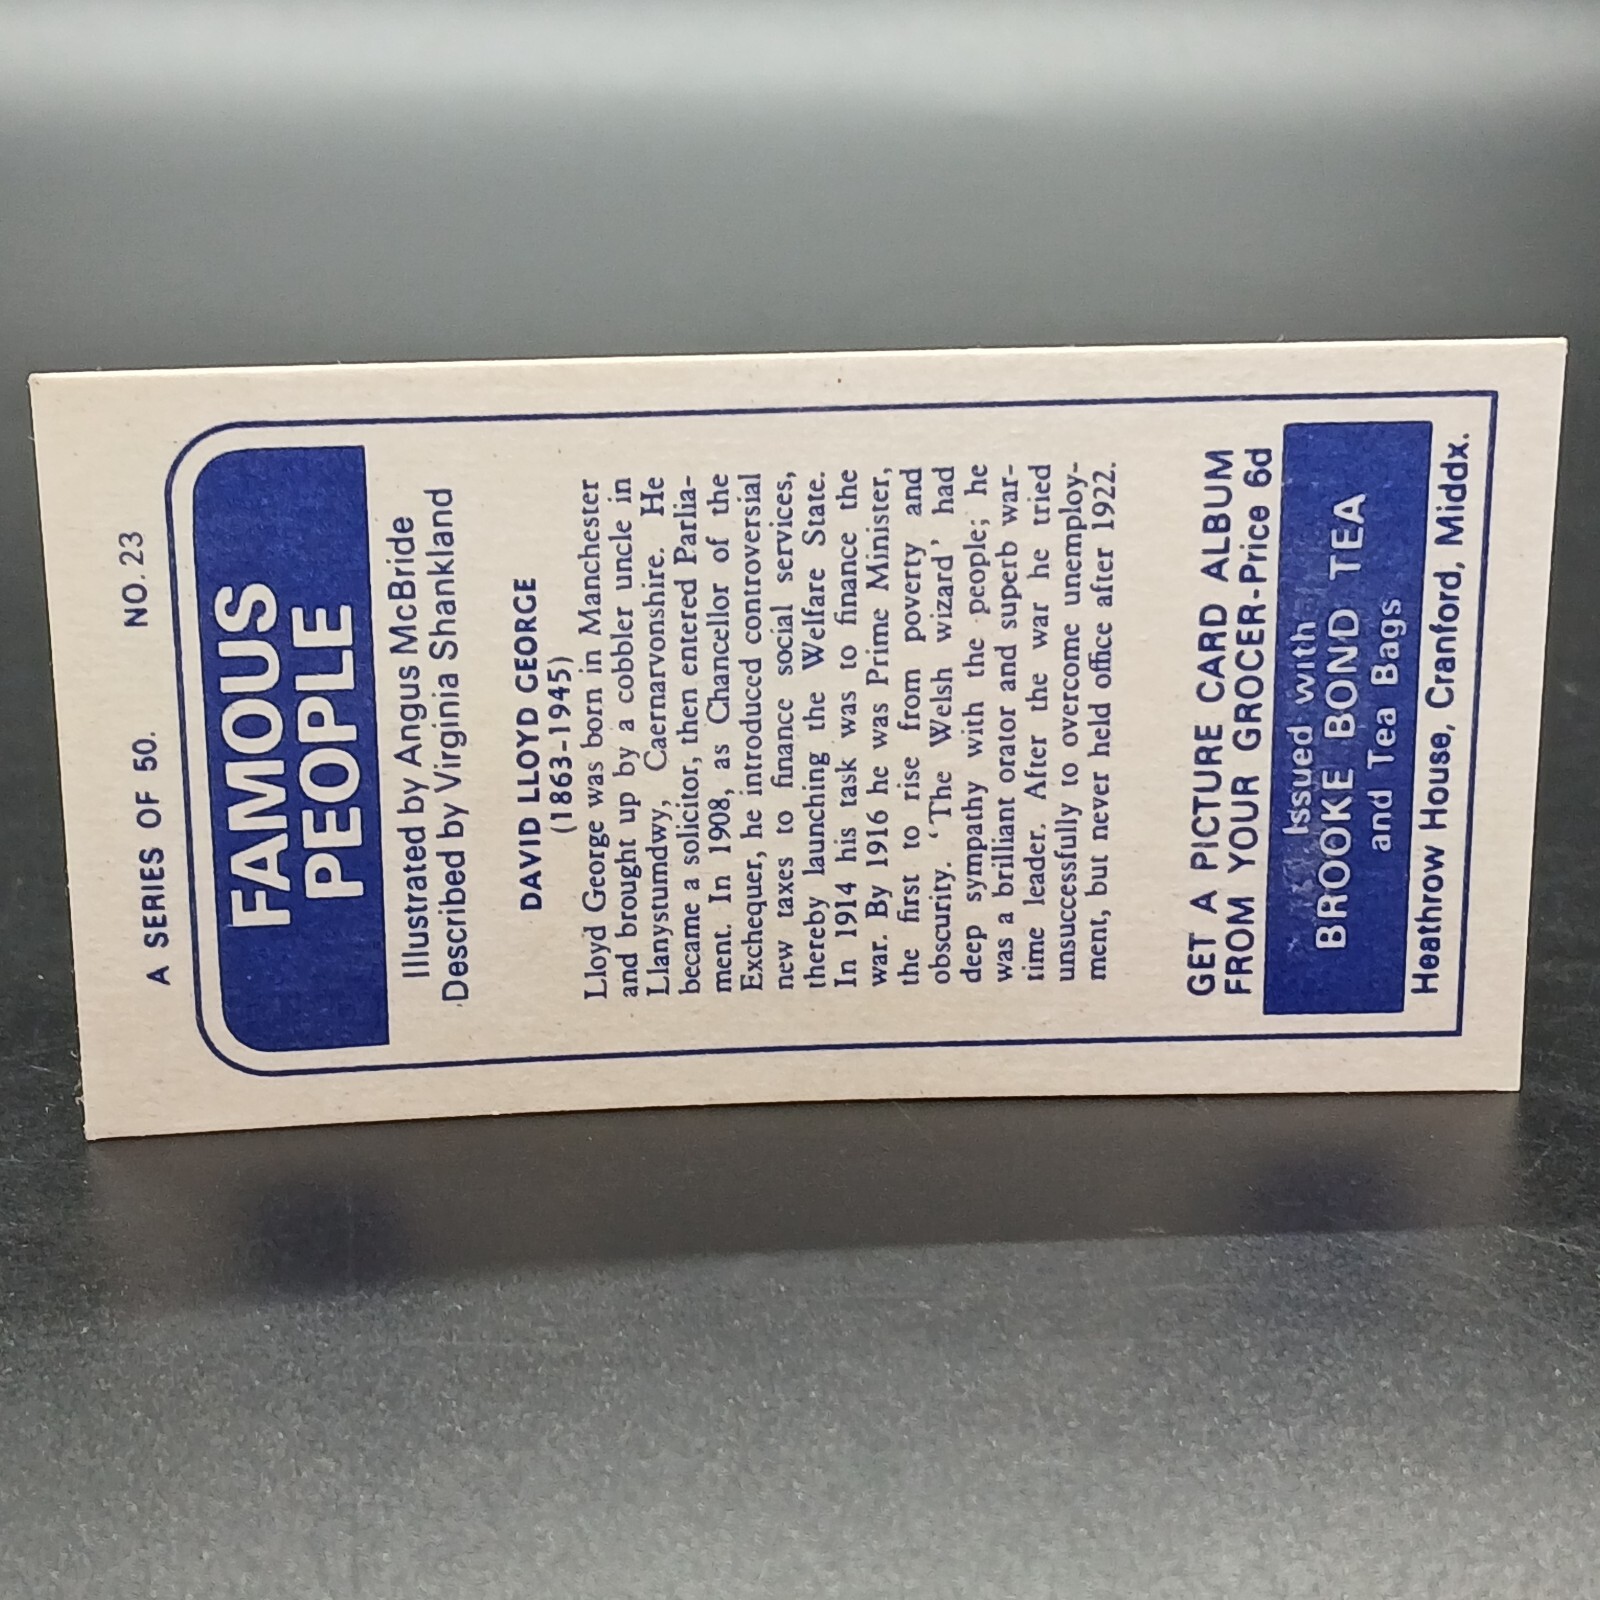 A SERIES OF 50. NO. 23
FAMOUS
PEOPLE
Illustrated by Angus McBride
Described by Virginia Shankland
DAVID LLOYD GEORGE
(1863-1945)
Lloyd George was born in Manchester
and brought up by a cobbler uncle in
Llanystumdwy, Caernarvonshire. He
became a solicitor, then entered Parlia-
ment. In 1908, as Chancellor of the
Exchequer, he introduced controversial
new taxes to finance social services,
thereby launching the Welfare State.
In 1914 his task was to finance the
war. By 1916 he was Prime Minister,
the first to rise from poverty and
obscurity. 'The Welsh wizard' had
deep sympathy with the people; he
was a brilliant orator and superb war-
time leader. After the war he tried
unsuccessfully to overcome unemploy-
ment, but never held office after 1922.
GET A PICTURE CARD ALBUM
FROM YOUR GROCER-Price 6d
Issued with
BROOKE BOND TEA
and Tea Bags
Heathrow House, Cranford, Middx.